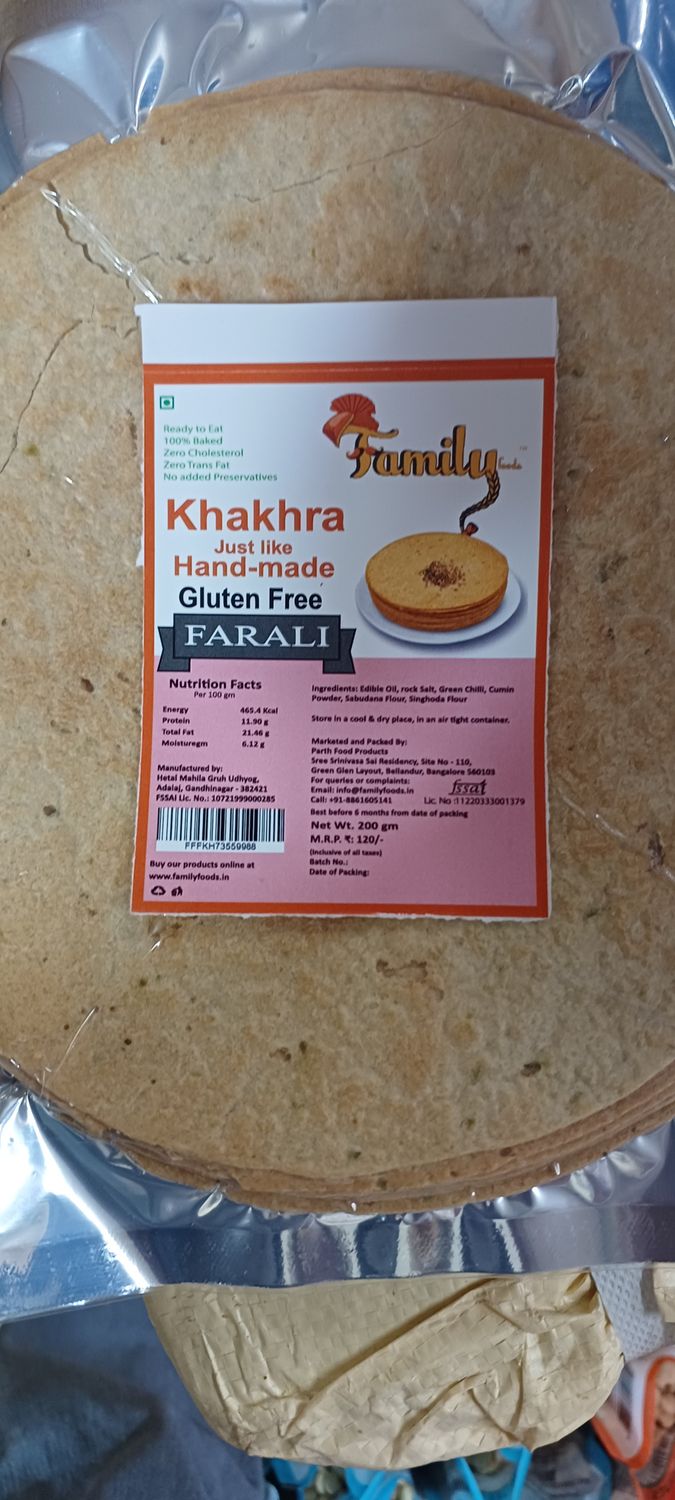 Ready to Eat
100% Baked
Zero Cholesterol
Zero Trans Fat
No added Preservatives
Family
foods
Khakhra
Just like
Hand-made
Gluten Free
FARALI
Nutrition Facts
Per 100 gm
Energy 465.4 Kcal
Protein 11.90 g
Total Fat 21.46 g
Moisturegm 6.12 g
Manufactured by:
Hetal Mahila Gruh Udhyog,
Adalaj, Gandhinagar - 382421
FSSAI Lic. No.: 10721999000285
FFFKH73559988
Buy our products online at
www.familyfoods.in
Ingredients: Edible Oil, rock Salt, Green Chilli, Cumin
Powder, Sabudana Flour, Singhoda Flour
Store in a cool & dry place, in an air tight container.
Marketed and Packed By:
Parth Food Products
Sree Srinivasa Sai Residency, Site No - 110,
Green Glen Layout, Bellandur, Bangalore 560103
For queries or complaints:
Email: info@familyfoods.in
fssai
Call: +91-8861605141
Lic. No :11220333001379
Best before 6 months from date of packing
Net Wt. 200 gm
M.R.P. ₹: 120/-
(Inclusive of all taxes)
Batch No.:
Date of Packing: